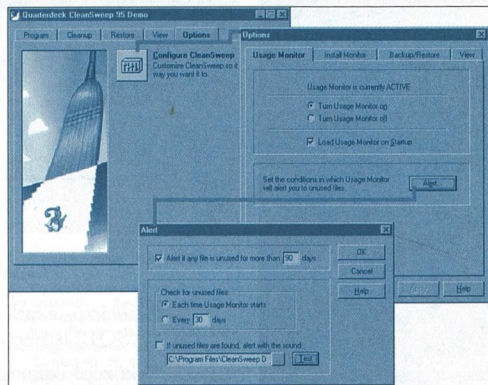 Quarterdeck CleanSweep 95 Demo
Program
Cleanup
Restore
View
Options
Configure CleanSweep
Customize CleanSweep so it
way you want it to.
Options
Usage Monitor
Install Monitor
Backup/Restore
View
Usage Monitor is currently ACTIVE
Turn Usage Monitor on
Turn Usage Monitor off
Load Usage Monitor on Startup
Set the conditions in which Usage Monitor
will alert you to unused files.
Alert...
Help
Alert
Alert if any file is unused for more than 90 days
OK
Cancel
Help
Check for unused files:
Each time Usage Monitor starts
Every 30 days
If unused files are found, alert with the sound:
C:\Program Files\CleanSweep D
...
Test